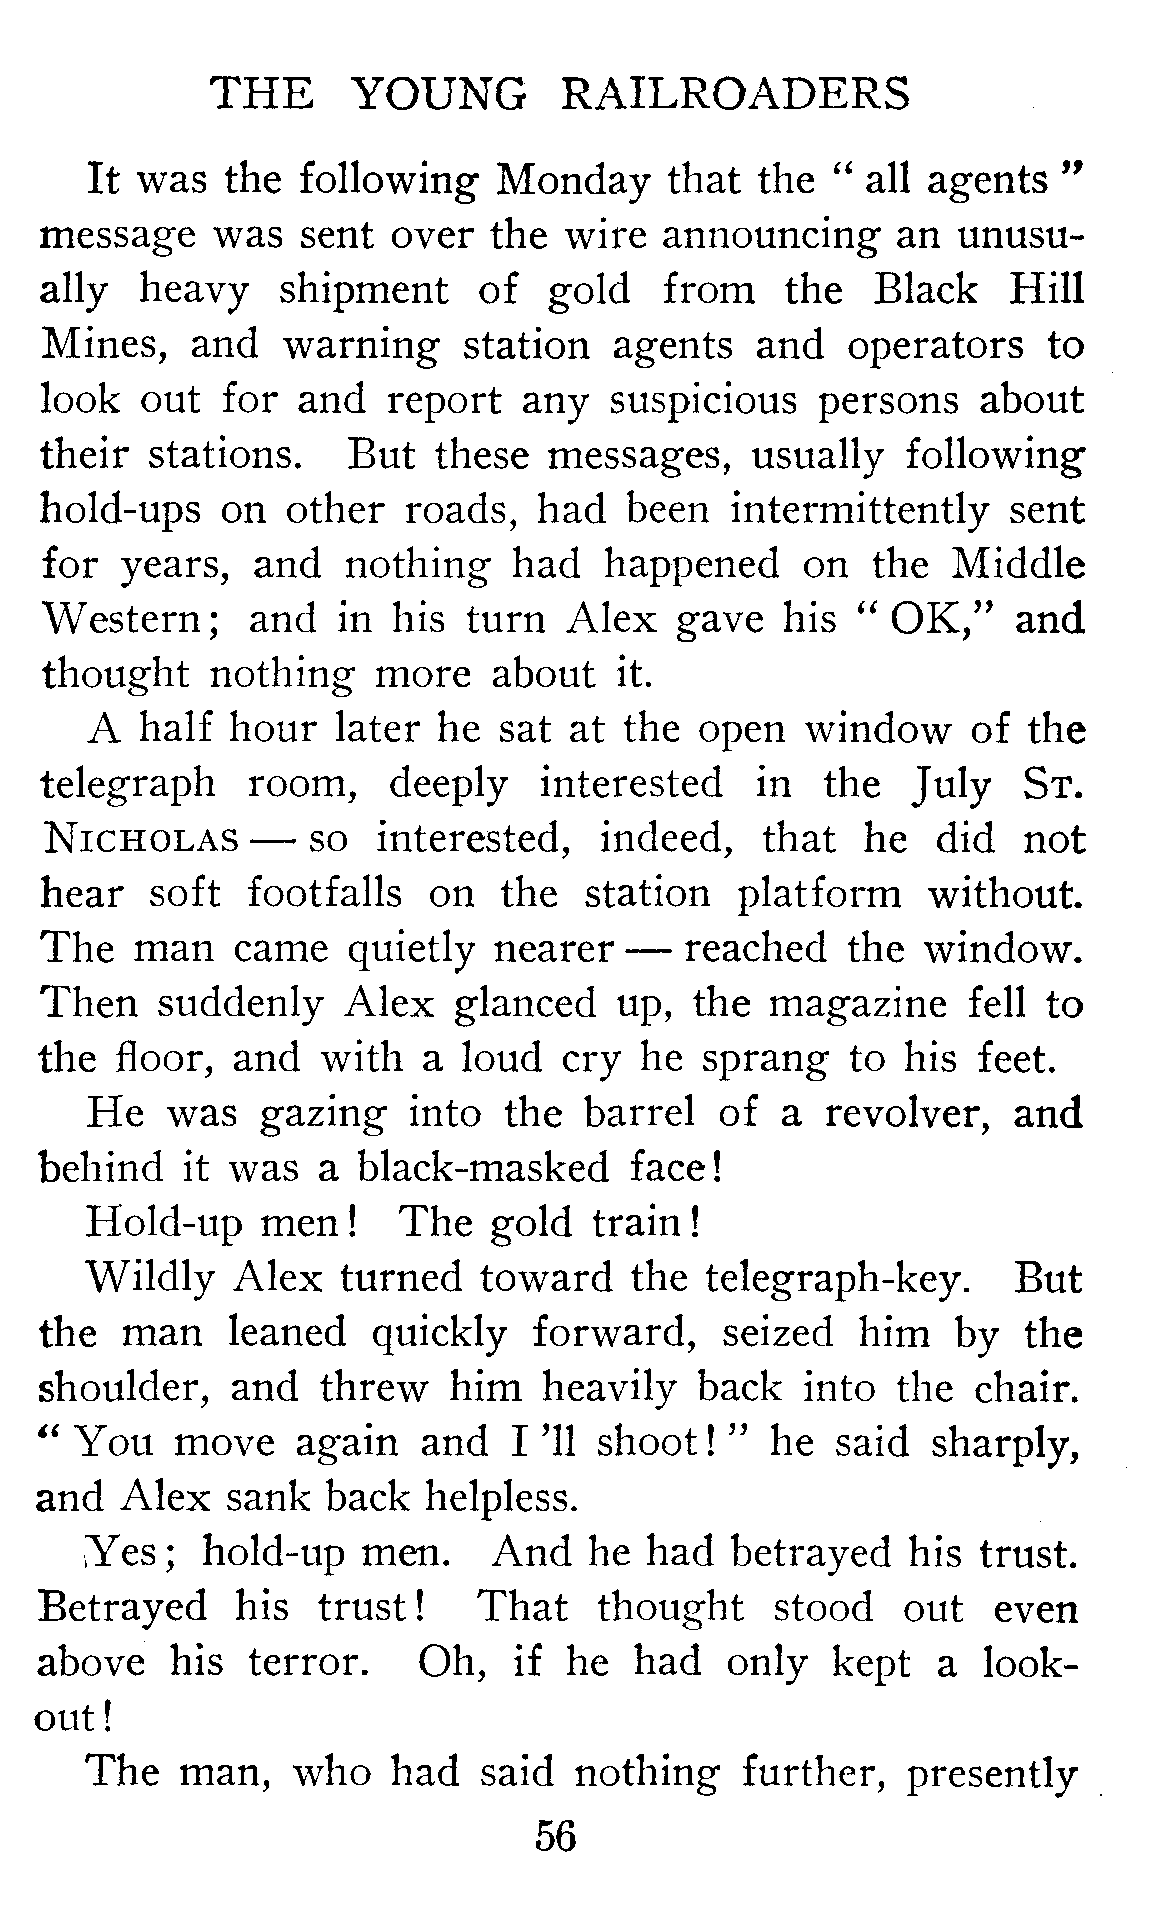 THE YOUNG RAILROADERS
It was the following Monday that the “ all agents ”
message was sent over the wire announcing an unusu-
ally heavy shipment of gold from the Black Hill
Mines, and warning station agents and operators to
look out for and report any suspicious persons about
their stations. But these messages, usually following
hold-ups on other roads, had been intermittently sent
for years, and nothing had happened on the Middle
Western; and in his turn Alex gave his “ OK,” and
thought nothing more about it.
A half hour later he sat at the open window of the
telegraph room, deeply interested in the July ST.
NICHOLAS — so interested, indeed, that he did not
hear soft footfalls on the station platform without.
The man came quietly nearer — reached the window.
Then suddenly Alex glanced up, the magazine fell to
the floor, and with a loud cry he sprang to his feet.
He was gazing into the barrel of a revolver, and
behind it was a black-masked face!
Hold-up men! The gold train!
Wildly Alex turned toward the telegraph-key. But
the man leaned quickly forward, seized him by the
shoulder, and threw him heavily back into the chair.
“ You move again and I 'll shoot! ” he said sharply,
and Alex sank back helpless.
Yes; hold-up men. And he had betrayed his trust.
Betrayed his trust! That thought stood out even
above his terror. Oh, if he had only kept a look-
out!
The man, who had said nothing further, presently
56